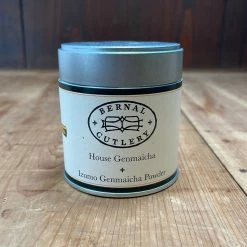 BERNAL
CUTLERY
House Genmaicha
+
Izumo Genmaicha Powder